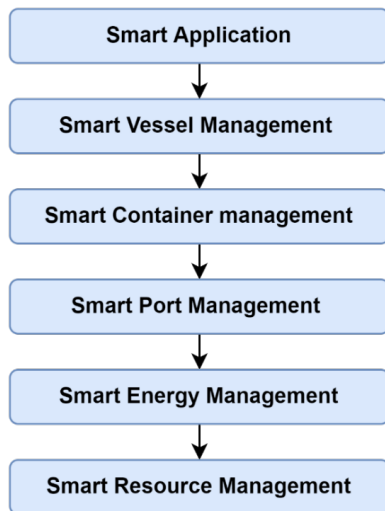 Smart Application
Smart Vessel Management
Smart Container management
Smart Port Management
Smart Energy Management
Smart Resource Management